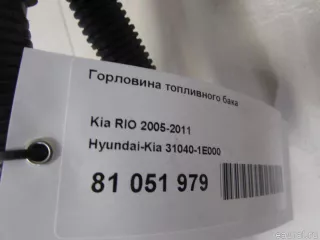 Горловина топливного бака
Kia RIO 2005-2011
Hyundai-Kia 31040-1E000
81 051 979